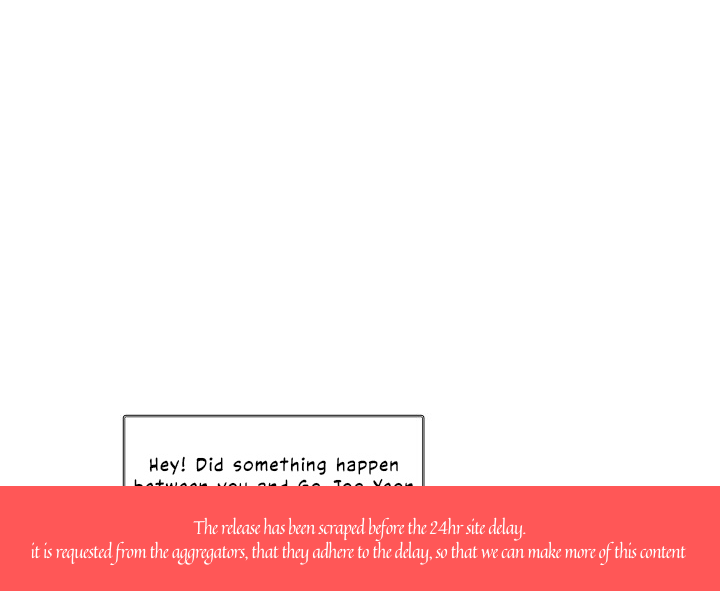 Hey! Did something happen
between you and Go Joo Yeon
The release has been scraped before the 24hr site delay.
it is requested from the aggregators, that they adhere to the delay, so that we can make more of this content